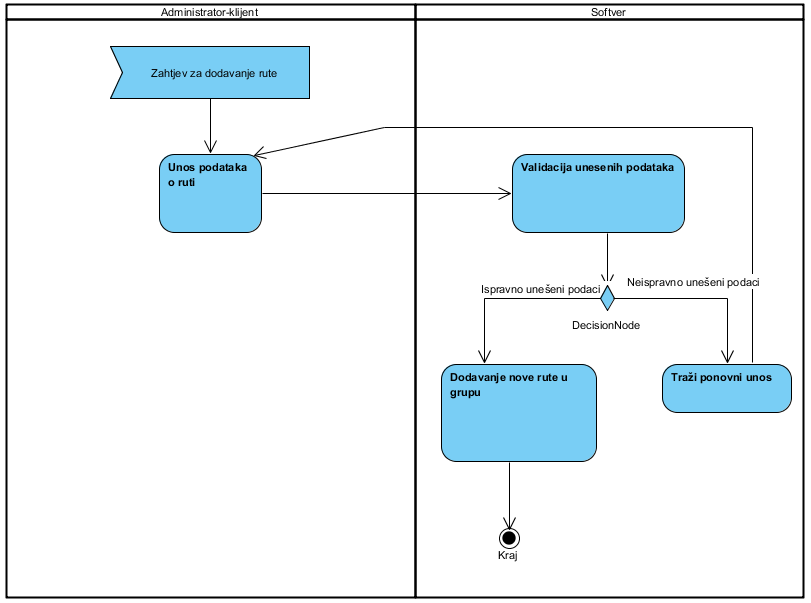 Administrator-klijent
Softver
Zahtjev za dodavanje rute
Unos podataka
o ruti
Validacija unesenih podataka
Ispravno unešeni podaci
Neispravno unešeni podaci
DecisionNode
Dodavanje nove rute u
grupu
Traži ponovni unos
Kraj